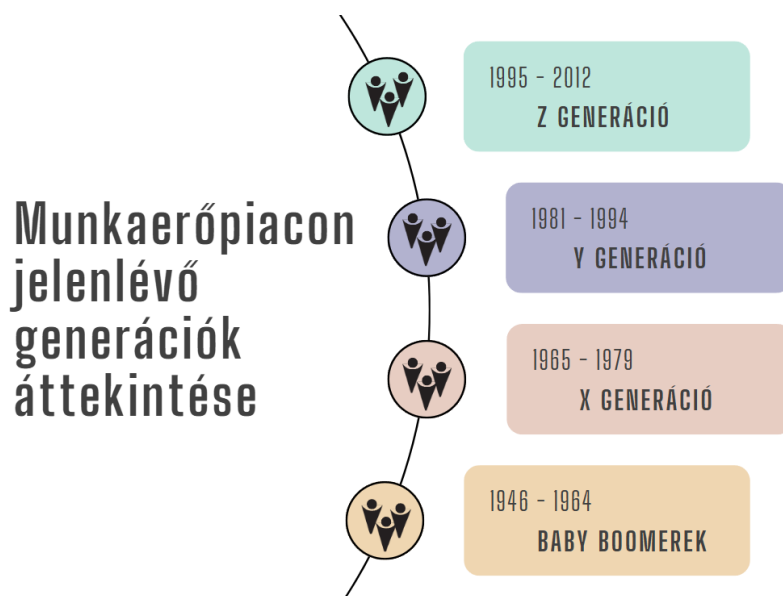 Munkaerőpiacon
jelenlévő
generációk
áttekintése
1995 - 2012
Z GENERÁCIÓ
1981 - 1994
Y GENERÁCIÓ
1965 - 1979
X GENERÁCIÓ
1946 - 1964
BABY BOOMEREK